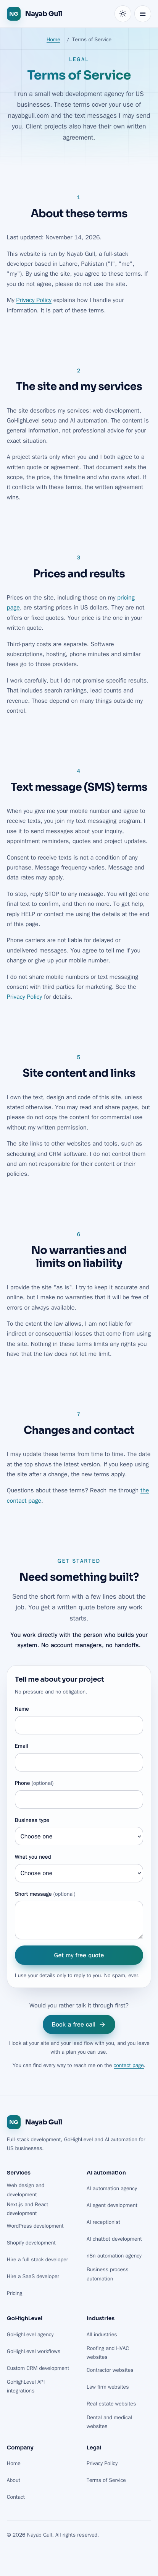 NG Nayab Gull
Home / Terms of Service
LEGAL
Terms of Service
I run a small web development agency for US
businesses. These terms cover your use of
nayabgull.com and the text messages I may send
you. Client projects also have their own written
agreement.
1
About these terms
Last updated: November 14, 2026.
This website is run by Nayab Gull, a full-stack
developer based in Lahore, Pakistan ("I", "me",
"my"). By using the site, you agree to these terms. If
you do not agree, please do not use the site.
My Privacy Policy explains how I handle your
information. It is part of these terms.
2
The site and my services
The site describes my services: web development,
GoHighLevel setup and AI automation. The content is
general information, not professional advice for your
exact situation.
A project starts only when you and I both agree to a
written quote or agreement. That document sets the
scope, the price, the timeline and who owns what. If
it conflicts with these terms, the written agreement
wins.
3
Prices and results
Prices on the site, including those on my pricing
page, are starting prices in US dollars. They are not
offers or fixed quotes. Your price is the one in your
written quote.
Third-party costs are separate. Software
subscriptions, hosting, phone minutes and similar
fees go to those providers.
I work carefully, but I do not promise specific results.
That includes search rankings, lead counts and
revenue. Those depend on many things outside my
control.
4
Text message (SMS) terms
When you give me your mobile number and agree to
receive texts, you join my text messaging program. I
use it to send messages about your inquiry,
appointment reminders, quotes and project updates.
Consent to receive texts is not a condition of any
purchase. Message frequency varies. Message and
data rates may apply.
To stop, reply STOP to any message. You will get one
final text to confirm, and then no more. To get help,
reply HELP or contact me using the details at the end
of this page.
Phone carriers are not liable for delayed or
undelivered messages. You agree to tell me if you
change or give up your mobile number.
I do not share mobile numbers or text messaging
consent with third parties for marketing. See the
Privacy Policy for details.
5
Site content and links
I own the text, design and code of this site, unless
stated otherwise. You may read and share pages, but
please do not copy the content for commercial use
without my written permission.
The site links to other websites and tools, such as
scheduling and CRM software. I do not control them
and am not responsible for their content or their
policies.
6
No warranties and
limits on liability
I provide the site "as is". I try to keep it accurate and
online, but I make no warranties that it will be free of
errors or always available.
To the extent the law allows, I am not liable for
indirect or consequential losses that come from using
the site. Nothing in these terms limits any rights you
have that the law does not let me limit.
7
Changes and contact
I may update these terms from time to time. The date
at the top shows the latest version. If you keep using
the site after a change, the new terms apply.
Questions about these terms? Reach me through the
contact page.
GET STARTED
Need something built?
Send the short form with a few lines about the
job. You get a written quote before any work
starts.
You work directly with the person who builds your
system. No account managers, no handoffs.
Tell me about your project
No pressure and no obligation.
Name
Email
Phone (optional)
Business type
Choose one
What you need
Choose one
Short message (optional)
Get my free quote
I use your details only to reply to you. No spam, ever.
Would you rather talk it through first?
Book a free call →
I look at your site and your lead flow with you, and you leave
with a plan you can use.
You can find every way to reach me on the contact page.
NG Nayab Gull
Full-stack development, GoHighLevel and AI automation for
US businesses.
Services
Web design and
development
Next.js and React
development
WordPress development
Shopify development
Hire a full stack developer
Hire a SaaS developer
Pricing
AI automation
AI automation agency
AI agent development
AI receptionist
AI chatbot development
n8n automation agency
Business process
automation
GoHighLevel
GoHighLevel agency
GoHighLevel workflows
Custom CRM development
GoHighLevel API
integrations
Industries
All industries
Roofing and HVAC
websites
Contractor websites
Law firm websites
Real estate websites
Dental and medical
websites
Company
Home
About
Contact
Legal
Privacy Policy
Terms of Service
© 2026 Nayab Gull. All rights reserved.